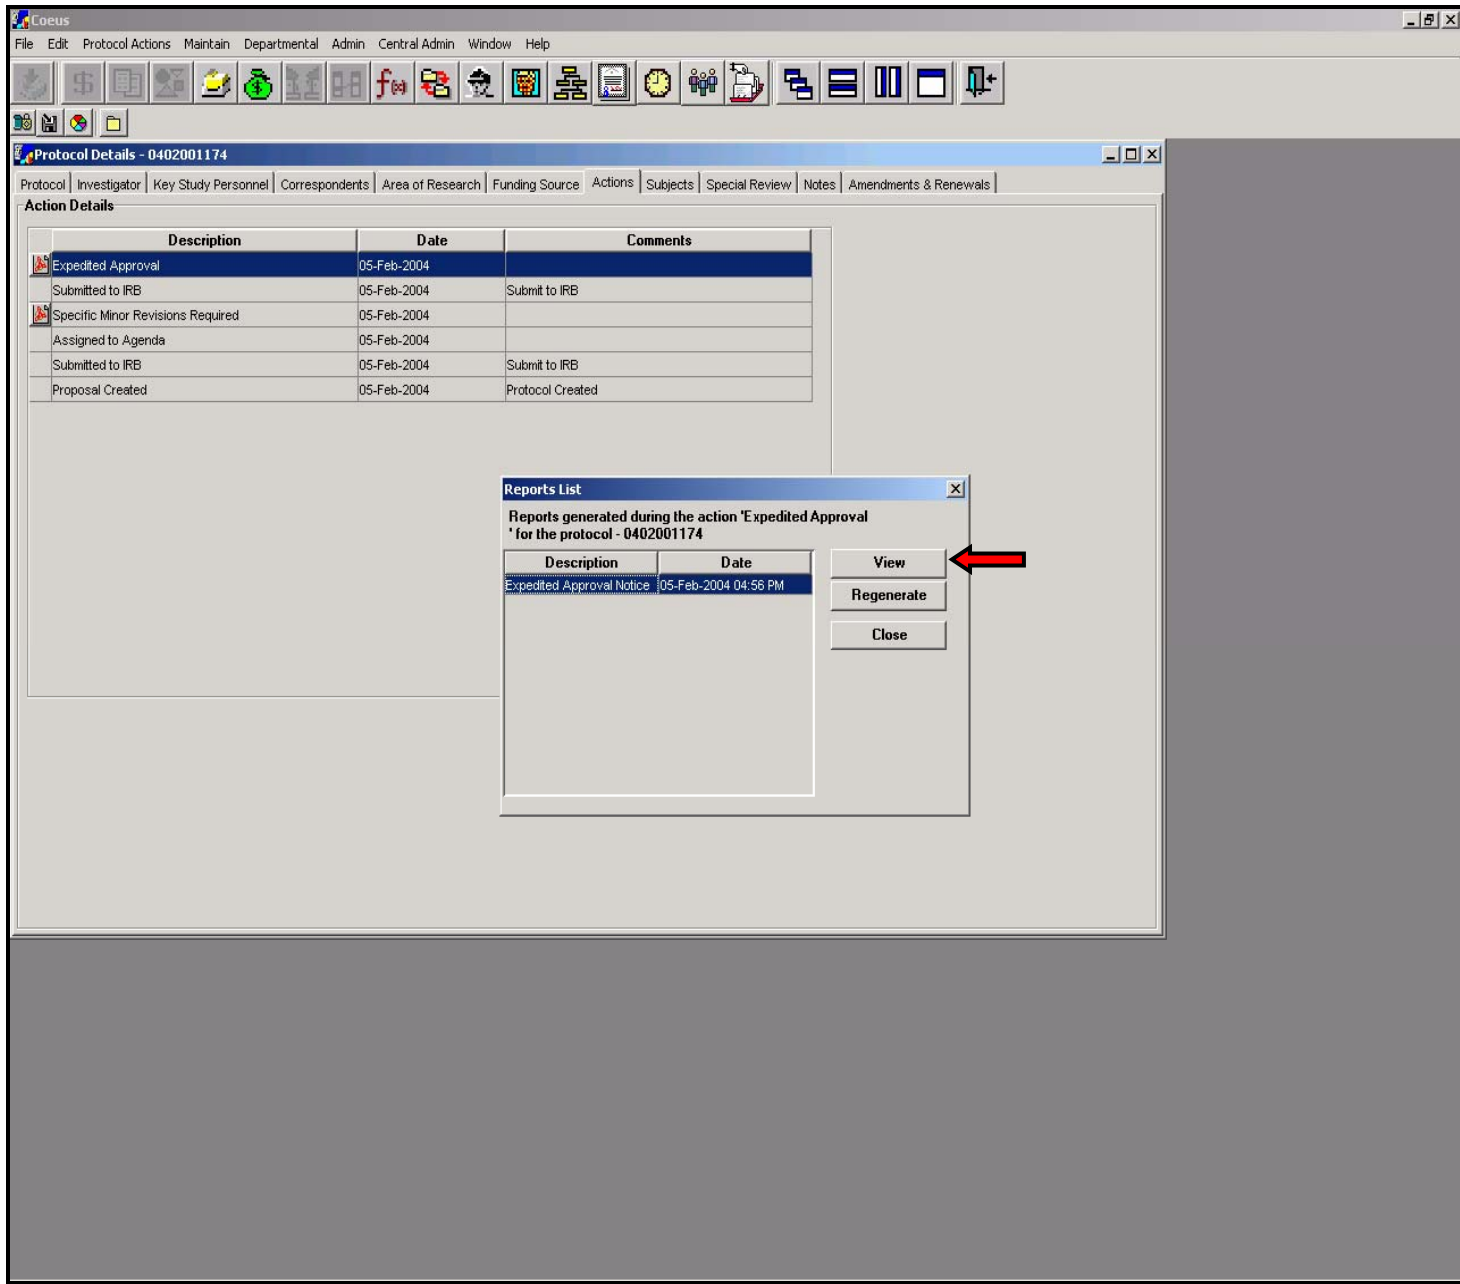 Coeus
File Edit Protocol Actions Maintain Departmental Admin Central Admin Window Help
Protocol Details - 0402001174
Protocol Investigator Key Study Personnel Correspondents Area of Research Funding Source Actions Subjects Special Review Notes Amendments & Renewals
Action Details
Description Date Comments
Expedited Approval 05-Feb-2004
Submitted to IRB 05-Feb-2004 Submit to IRB
Specific Minor Revisions Required 05-Feb-2004
Assigned to Agenda 05-Feb-2004
Submitted to IRB 05-Feb-2004 Submit to IRB
Proposal Created 05-Feb-2004 Protocol Created
Reports List
Reports generated during the action 'Expedited Approval
' for the protocol - 0402001174
Description Date
Expedited Approval Notice 05-Feb-2004 04:56 PM
View
Regenerate
Close